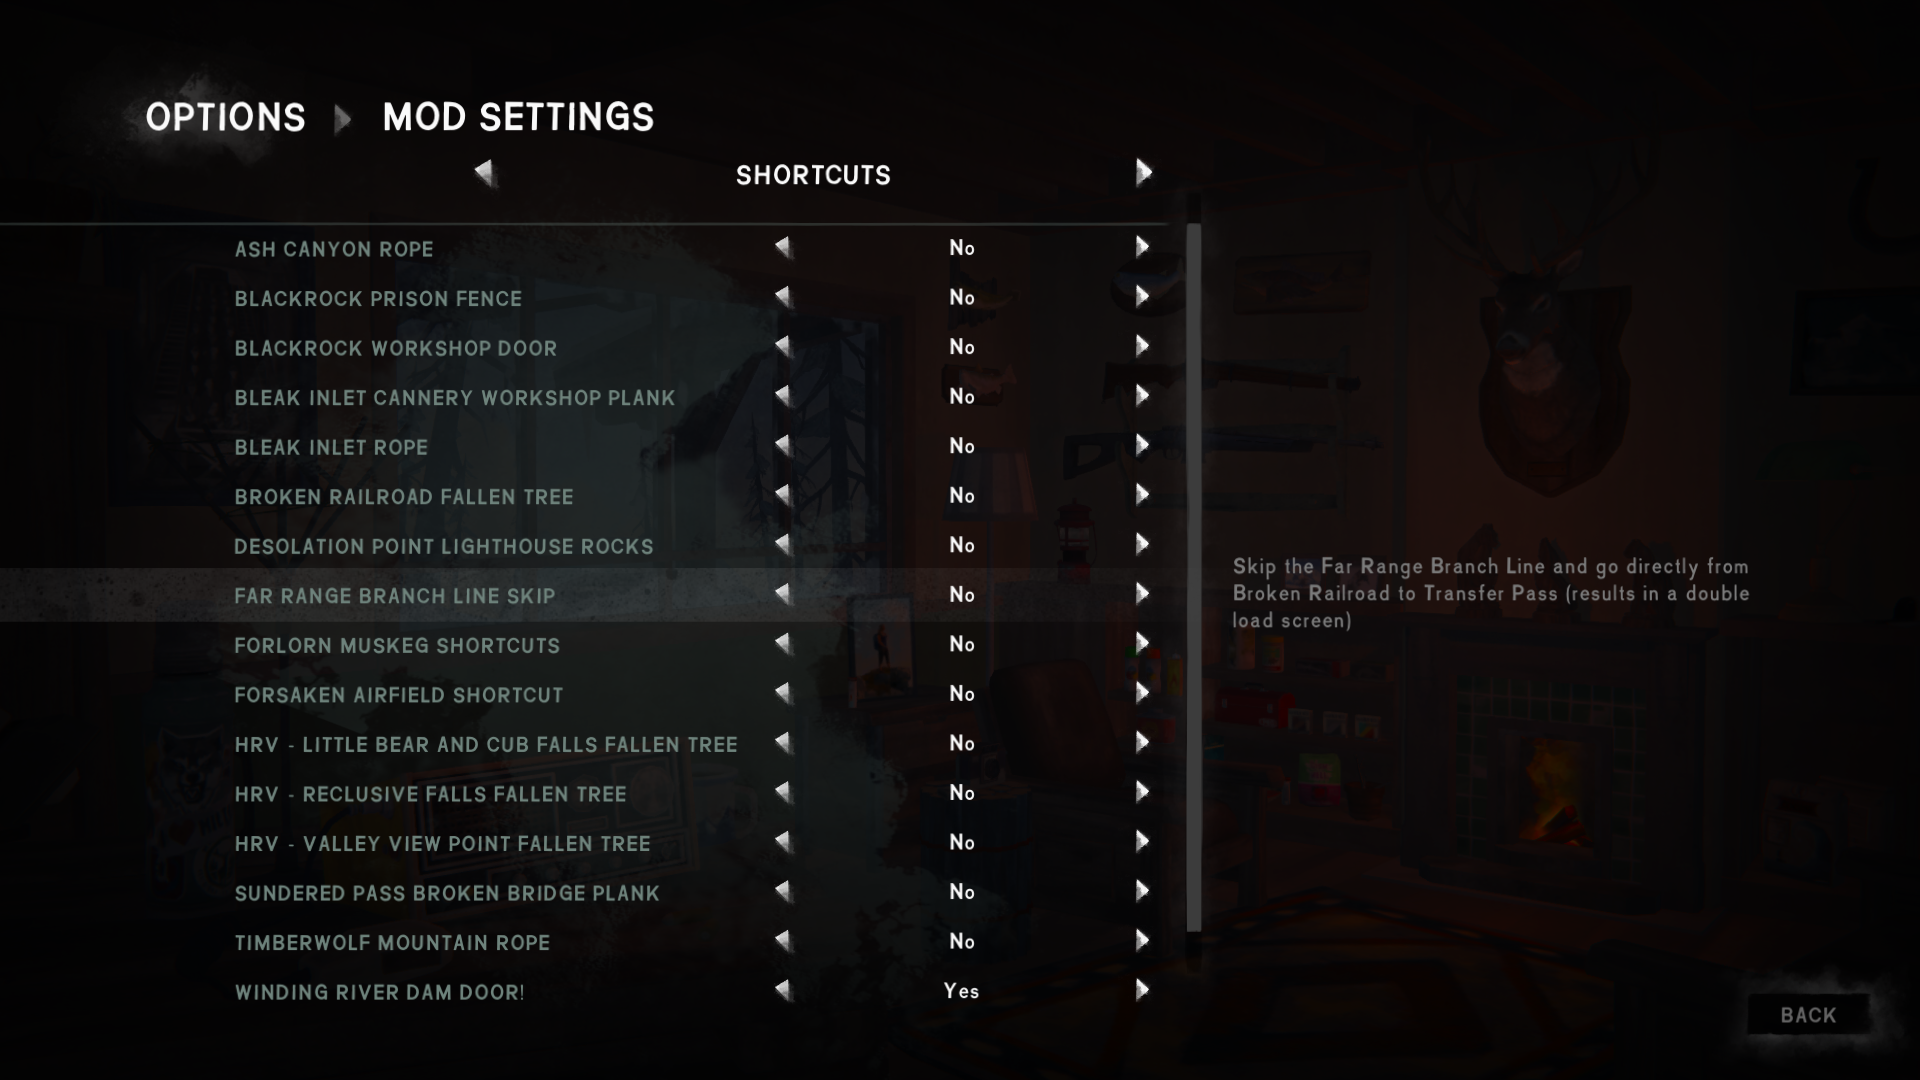 OPTIONS MOD SETTINGS
SHORTCUTS
ASH CANYON ROPE No
BLACKROCK PRISON FENCE No
BLACKROCK WORKSHOP DOOR No
BLEAK INLET CANNERY WORKSHOP PLANK No
BLEAK INLET ROPE No
BROKEN RAILROAD FALLEN TREE No
DESOLATION POINT LIGHTHOUSE ROCKS No
FAR RANGE BRANCH LINE SKIP No
FORLORN MUSKEG SHORTCUTS No
FORSAKEN AIRFIELD SHORTCUT No
HRV - LITTLE BEAR AND CUB FALLS FALLEN TREE No
HRV - RECLUSIVE FALLS FALLEN TREE No
HRV - VALLEY VIEW POINT FALLEN TREE No
SUNDERED PASS BROKEN BRIDGE PLANK No
TIMBERWOLF MOUNTAIN ROPE No
WINDING RIVER DAM DOOR! Yes
Skip the Far Range Branch Line and go directly from
Broken Railroad to Transfer Pass (results in a double
load screen)
BACK